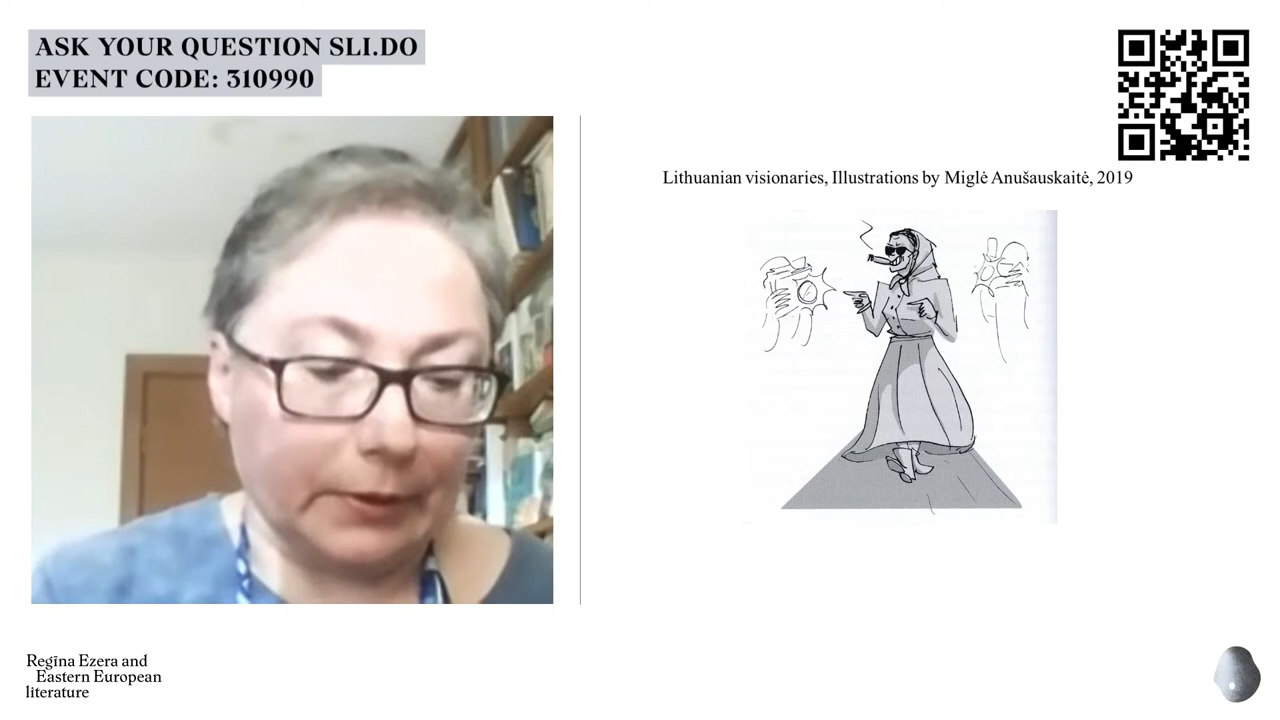 ASK YOUR QUESTION SLI.DO
EVENT CODE: 310990
Lithuanian visionaries, Illustrations by Miglė Anušauskaitė, 2019
Regīna Ezera and
Eastern European
literature